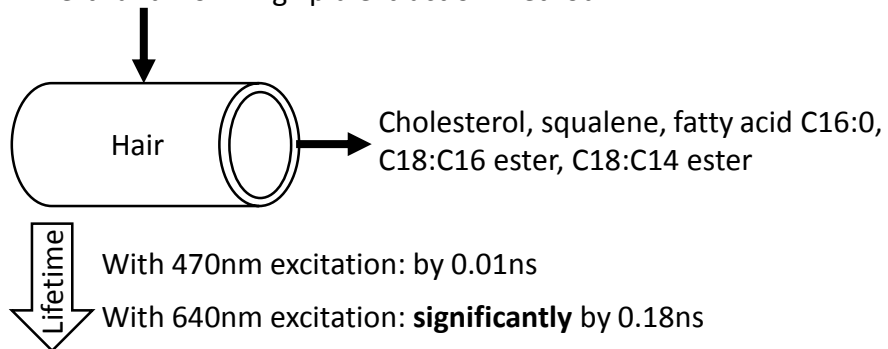 Hair
Cholesterol, squalene, fatty acid C16:0,
C18:C16 ester, C18:C14 ester
Lifetime
With 470nm excitation: by 0.01ns
With 640nm excitation: significantly by 0.18ns